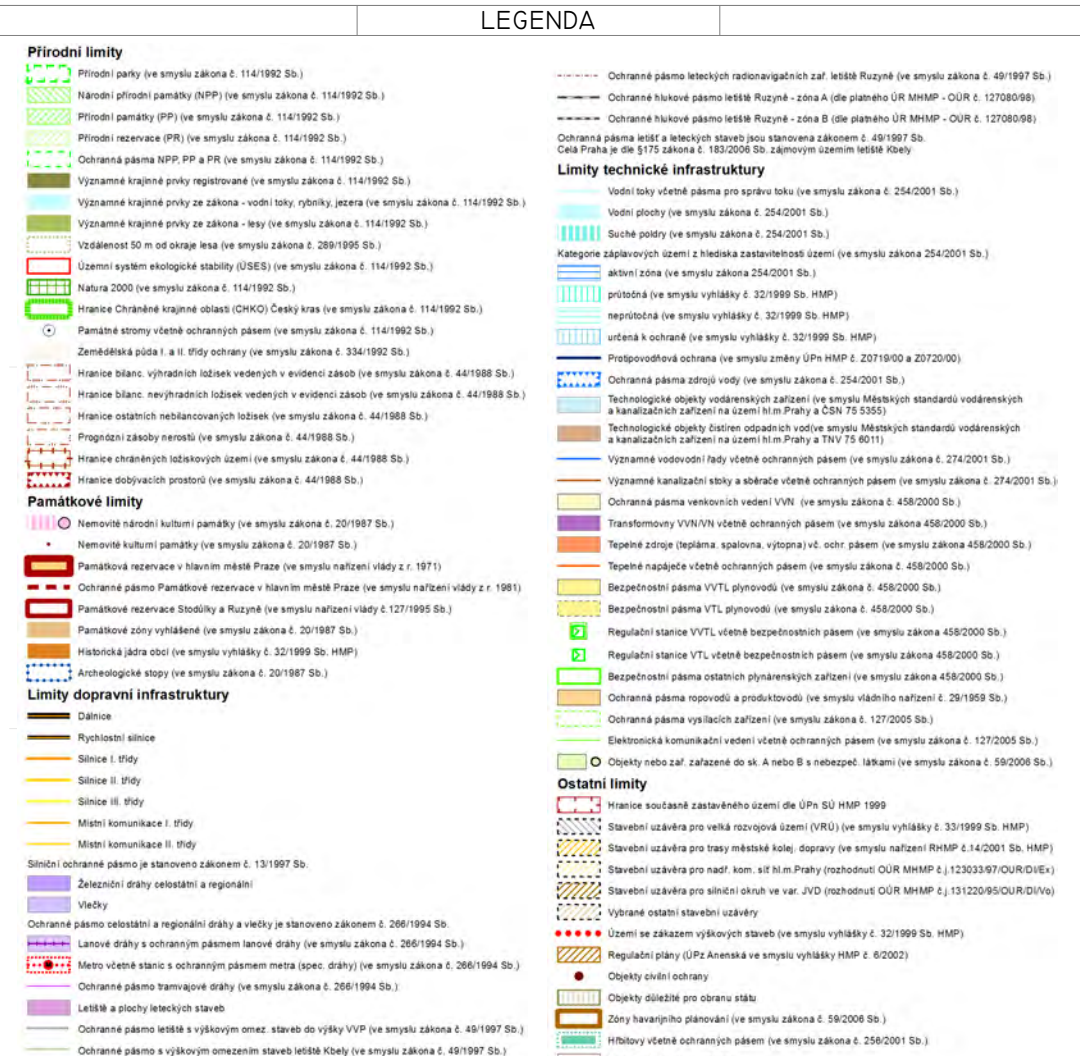 LEGENDA
Přírodní limity
Přírodní parky (ve smyslu zákona č. 114/1992 Sb.)
Národní přírodní památky (NPP) (ve smyslu zákona č. 114/1992 Sb.)
Přírodní památky (PP) (ve smyslu zákona č. 114/1992 Sb.)
Přírodní rezervace (PR) (ve smyslu zákona č. 114/1992 Sb.)
Ochranná pásma NPP, PP a PR (ve smyslu zákona č. 114/1992 Sb.)
Významné krajinné prvky registrované (ve smyslu zákona č. 114/1992 Sb.)
Významné krajinné prvky ze zákona - vodní toky, rybníky, jezera (ve smyslu zákona č. 114/1992 Sb.)
Významné krajinné prvky ze zákona - lesy (ve smyslu zákona č. 114/1992 Sb.)
Vzdálenost 50 m od okraje lesa (ve smyslu zákona č. 289/1995 Sb.)
Územní systém ekologické stability (ÚSES) (ve smyslu zákona č. 114/1992 Sb.)
Natura 2000 (ve smyslu zákona č. 114/1992 Sb.)
Hranice Chráněné krajinné oblasti (CHKO) Český kras (ve smyslu zákona č. 114/1992 Sb.)
Památné stromy včetně ochranných pásem (ve smyslu zákona č. 114/1992 Sb.)
Zemědělská půda I. a II. třídy ochrany (ve smyslu zákona č. 334/1992 Sb.)
Hranice bilanc. výhradních ložisek vedených v evidenci zásob (ve smyslu zákona č. 44/1988 Sb.)
Hranice bilanc. nevýhradních ložisek vedených v evidenci zásob (ve smyslu zákona č. 44/1988 Sb.)
Hranice ostatních nebilancovaných ložisek (ve smyslu zákona č. 44/1988 Sb.)
Prognózní zásoby nerostů (ve smyslu zákona č. 44/1988 Sb.)
Hranice chráněných ložiskových území (ve smyslu zákona č. 44/1988 Sb.)
Hranice dobývacích prostorů (ve smyslu zákona č. 44/1988 Sb.)
Památkové limity
Nemovité národní kulturní památky (ve smyslu zákona č. 20/1987 Sb.)
Nemovité kulturní památky (ve smyslu zákona č. 20/1987 Sb.)
Památková rezervace v hlavním městě Praze (ve smyslu nařízení vlády z r. 1971)
Ochranné pásmo Památkové rezervace v hlavním městě Praze (ve smyslu nařízení vlády z r. 1981)
Památkové rezervace Stodůlky a Ruzyně (ve smyslu nařízení vlády č.127/1995 Sb.)
Památkové zóny vyhlášené (ve smyslu zákona č. 20/1987 Sb.)
Historická jádra obcí (ve smyslu vyhlášky č. 32/1999 Sb. HMP)
Archeologické stopy (ve smyslu zákona č. 20/1987 Sb.)
Limity dopravní infrastruktury
Dálnice
Rychlostní silnice
Silnice I. třídy
Silnice II. třídy
Silnice III. třídy
Místní komunikace I. třídy
Místní komunikace II. třídy
Silniční ochranné pásmo je stanoveno zákonem č. 13/1997 Sb.
Železniční dráhy celostátní a regionální
Vlečky
Ochranné pásmo celostátní a regionální dráhy a vlečky je stanoveno zákonem č. 266/1994 Sb.
Lanové dráhy s ochranným pásmem lanové dráhy (ve smyslu zákona č. 266/1994 Sb.)
Metro včetně stanic s ochranným pásmem metra (spec. dráhy) (ve smyslu zákona č. 266/1994 Sb.)
Ochranné pásmo tramvajové dráhy (ve smyslu zákona č. 266/1994 Sb.)
Letiště a plochy leteckých staveb
Ochranné pásmo letiště s výškovým omez. staveb do výšky VVP (ve smyslu zákona č. 49/1997 Sb.)
Ochranné pásmo s výškovým omezením staveb letiště Kbely (ve smyslu zákona č. 49/1997 Sb.)
Ochranné pásmo leteckých radionavigačních zař. letiště Ruzyně (ve smyslu zákona č. 49/1997 Sb.)
Ochranné hlukové pásmo letiště Ruzyně - zóna A (dle platného ÚR MHMP - OÚR č. 127080/98)
Ochranné hlukové pásmo letiště Ruzyně - zóna B (dle platného ÚR MHMP - OÚR č. 127080/98)
Ochranná pásma letišť a leteckých staveb jsou stanovena zákonem č. 49/1997 Sb.
Celá Praha je dle §175 zákona č. 183/2006 Sb. zájmovým územím letiště Kbely
Limity technické infrastruktury
Vodní toky včetně pásma pro správu toku (ve smyslu zákona č. 254/2001 Sb.)
Vodní plochy (ve smyslu zákona č. 254/2001 Sb.)
Suché poldry (ve smyslu zákona č. 254/2001 Sb.)
Kategorie záplavových území z hlediska zastavitelnosti území (ve smyslu zákona 254/2001 Sb.)
aktivní zóna (ve smyslu zákona 254/2001 Sb.)
průtočná (ve smyslu vyhlášky č. 32/1999 Sb. HMP)
neprůtočná (ve smyslu vyhlášky č. 32/1999 Sb. HMP)
určená k ochraně (ve smyslu vyhlášky č. 32/1999 Sb. HMP)
Protipovodňová ochrana (ve smyslu změny ÚPn HMP č. Z0719/00 a Z0720/00)
Ochranná pásma zdrojů vody (ve smyslu zákona č. 254/2001 Sb.)
Technologické objekty vodárenských zařízení (ve smyslu Městských standardů vodárenských
a kanalizačních zařízení na území hl.m.Prahy a ČSN 75 5355)
Technologické objekty čistíren odpadních vod(ve smyslu Městských standardů vodárenských
a kanalizačních zařízení na území hl.m.Prahy a TNV 75 6011)
Významné vodovodní řady včetně ochranných pásem (ve smyslu zákona č. 274/2001 Sb.)
Významné kanalizační stoky a sběrače včetně ochranných pásem (ve smyslu zákona č. 274/2001 Sb.)
Ochranná pásma venkovních vedení VVN (ve smyslu zákona č. 458/2000 Sb.)
Transformovny VVN/VN včetně ochranných pásem (ve smyslu zákona 458/2000 Sb.)
Tepelné zdroje (teplárna, spalovna, výtopna) vč. ochr. pásem (ve smyslu zákona 458/2000 Sb.)
Tepelné napáječe včetně ochranných pásem (ve smyslu zákona č. 458/2000 Sb.)
Bezpečnostní pásma VVTL plynovodů (ve smyslu zákona č. 458/2000 Sb.)
Bezpečnostní pásma VTL plynovodů (ve smyslu zákona č. 458/2000 Sb.)
Regulační stanice VVTL včetně bezpečnostních pásem (ve smyslu zákona 458/2000 Sb.)
Regulační stanice VTL včetně bezpečnostních pásem (ve smyslu zákona 458/2000 Sb.)
Bezpečnostní pásma ostatních plynárenských zařízení (ve smyslu zákona 458/2000 Sb.)
Ochranná pásma ropovodů a produktovodů (ve smyslu vládního nařízení č. 29/1959 Sb.)
Ochranná pásma vysílacích zařízení (ve smyslu zákona č. 127/2005 Sb.)
Elektronická komunikační vedení včetně ochranných pásem (ve smyslu zákona č. 127/2005 Sb.)
Objekty nebo zař. zařazené do sk. A nebo B s nebezpeč. látkami (ve smyslu zákona č. 59/2006 Sb.)
Ostatní limity
Hranice současně zastavěného území dle ÚPn SÚ HMP 1999
Stavební uzávěra pro velká rozvojová území (VRÚ) (ve smyslu vyhlášky č. 33/1999 Sb. HMP)
Stavební uzávěra pro trasy městské kolej. dopravy (ve smyslu nařízení RHMP č.14/2001 Sb. HMP)
Stavební uzávěra pro nadř. kom. síť hl.m.Prahy (rozhodnutí OÚR MHMP č.j.123033/97/OUR/DI/Ex)
Stavební uzávěra pro silniční okruh ve var. JVD (rozhodnutí OÚR MHMP č.j.131220/95/OUR/DI/Vo)
Vybrané ostatní stavební uzávěry
Území se zákazem výškových staveb (ve smyslu vyhlášky č. 32/1999 Sb. HMP)
Regulační plány (ÚPz Anenská ve smyslu vyhlášky HMP č. 6/2002)
Objekty civilní ochrany
Objekty důležité pro obranu státu
Zóny havarijního plánování (ve smyslu zákona č. 59/2006 Sb.)
Hřbitovy včetně ochranných pásem (ve smyslu zákona č. 256/2001 Sb.)